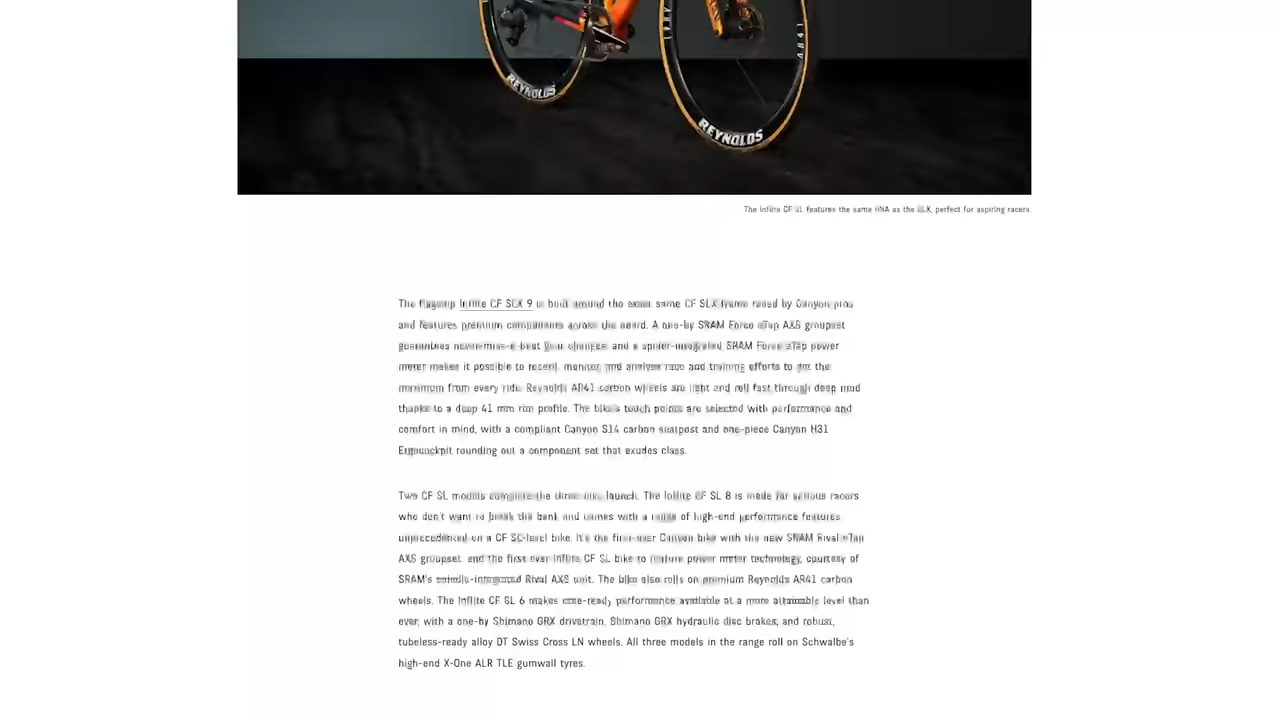 REYNOLDS
REYNOLDS
AR41
The Inflite CF SL features the same DNA as the SLX, perfect for aspiring racers
The flagship Inflite CF SLX 9 is built around the exact same CF SLX frame raced by Canyon pros
and features premium components across the board. A one-by SRAM Force eTap AXS groupset
guarantees never-miss-a-beat gear changes and a spider-integrated SRAM Force eTap power
meter makes it possible to record, monitor, and analyse race and training efforts to get the
maximum from every ride. Reynolds AR41 carbon wheels are light and roll fast through deep mud
thanks to a deep 41 mm rim profile. The bike's touch points are selected with performance and
comfort in mind, with a compliant Canyon S14 carbon seatpost and one-piece Canyon H31
Ergocockpit rounding out a component set that exudes class.
Two CF SL models complete the three-bike launch. The Inflite CF SL 8 is made for serious racers
who don't want to break the bank and comes with a range of high-end performance features
unprecedented on a CF SL-level bike. It's the first-ever Canyon bike with the new SRAM Rival eTap
AXS groupset, and the first ever Inflite CF SL bike to feature power meter technology, courtesy of
SRAM's spindle-integrated Rival AXS unit. The bike also rolls on premium Reynolds AR41 carbon
wheels. The Inflite CF SL 6 makes race-ready performance available at a more attainable level than
ever, with a one-by Shimano GRX drivetrain, Shimano GRX hydraulic disc brakes, and robust,
tubeless-ready alloy DT Swiss Cross LN wheels. All three models in the range roll on Schwalbe's
high-end X-One ALR TLE gumwall tyres.